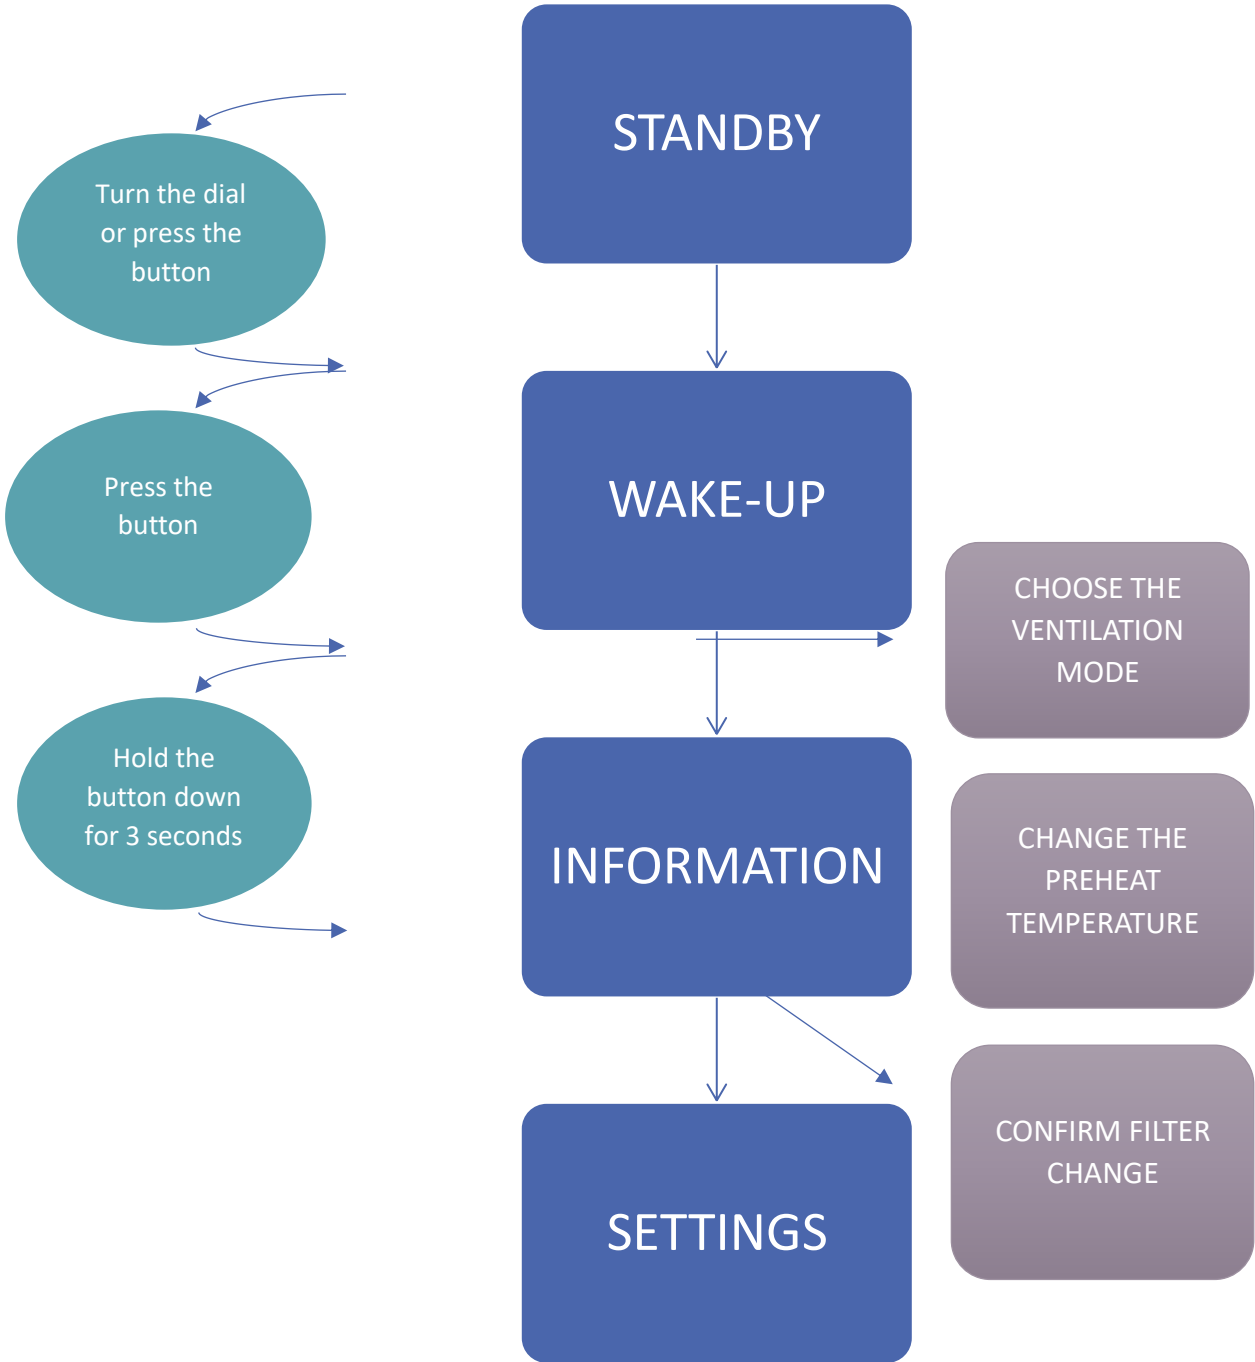 STANDBY
Turn the dial
or press the
button
WAKE-UP
Press the
button
CHOOSE THE
VENTILATION
MODE
Hold the
button down
for 3 seconds
INFORMATION
CHANGE THE
PREHEAT
TEMPERATURE
CONFIRM FILTER
CHANGE
SETTINGS